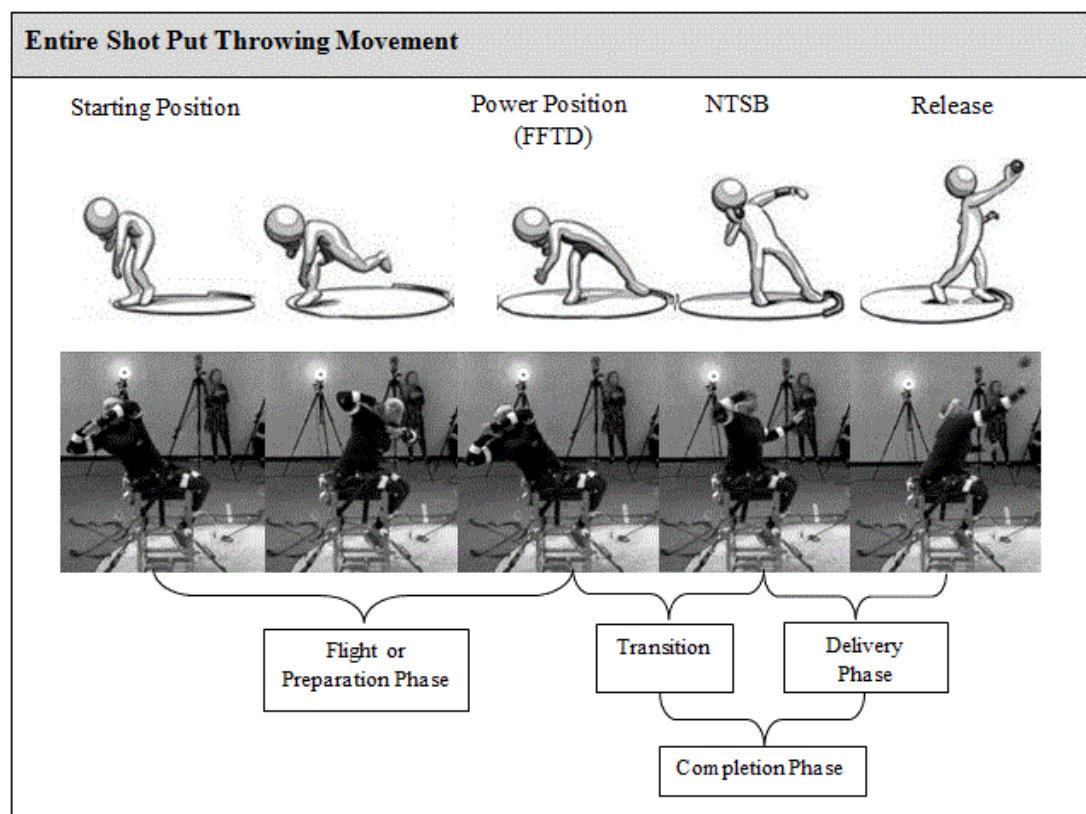 Entire Shot Put Throwing Movement
Starting Position
Power Position
(FFTD)
NTSB
Release
Flight or
Preparation Phase
Transition
Delivery
Phase
Completion Phase